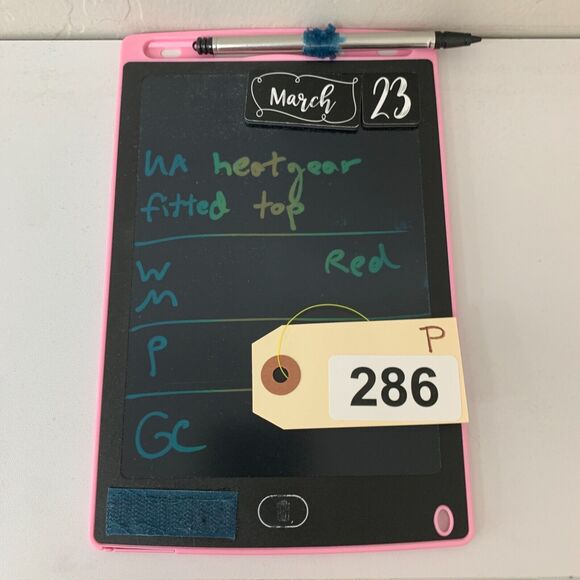 March 23
UA heatgear
fitted top
W Red
M
P
P
286
GC